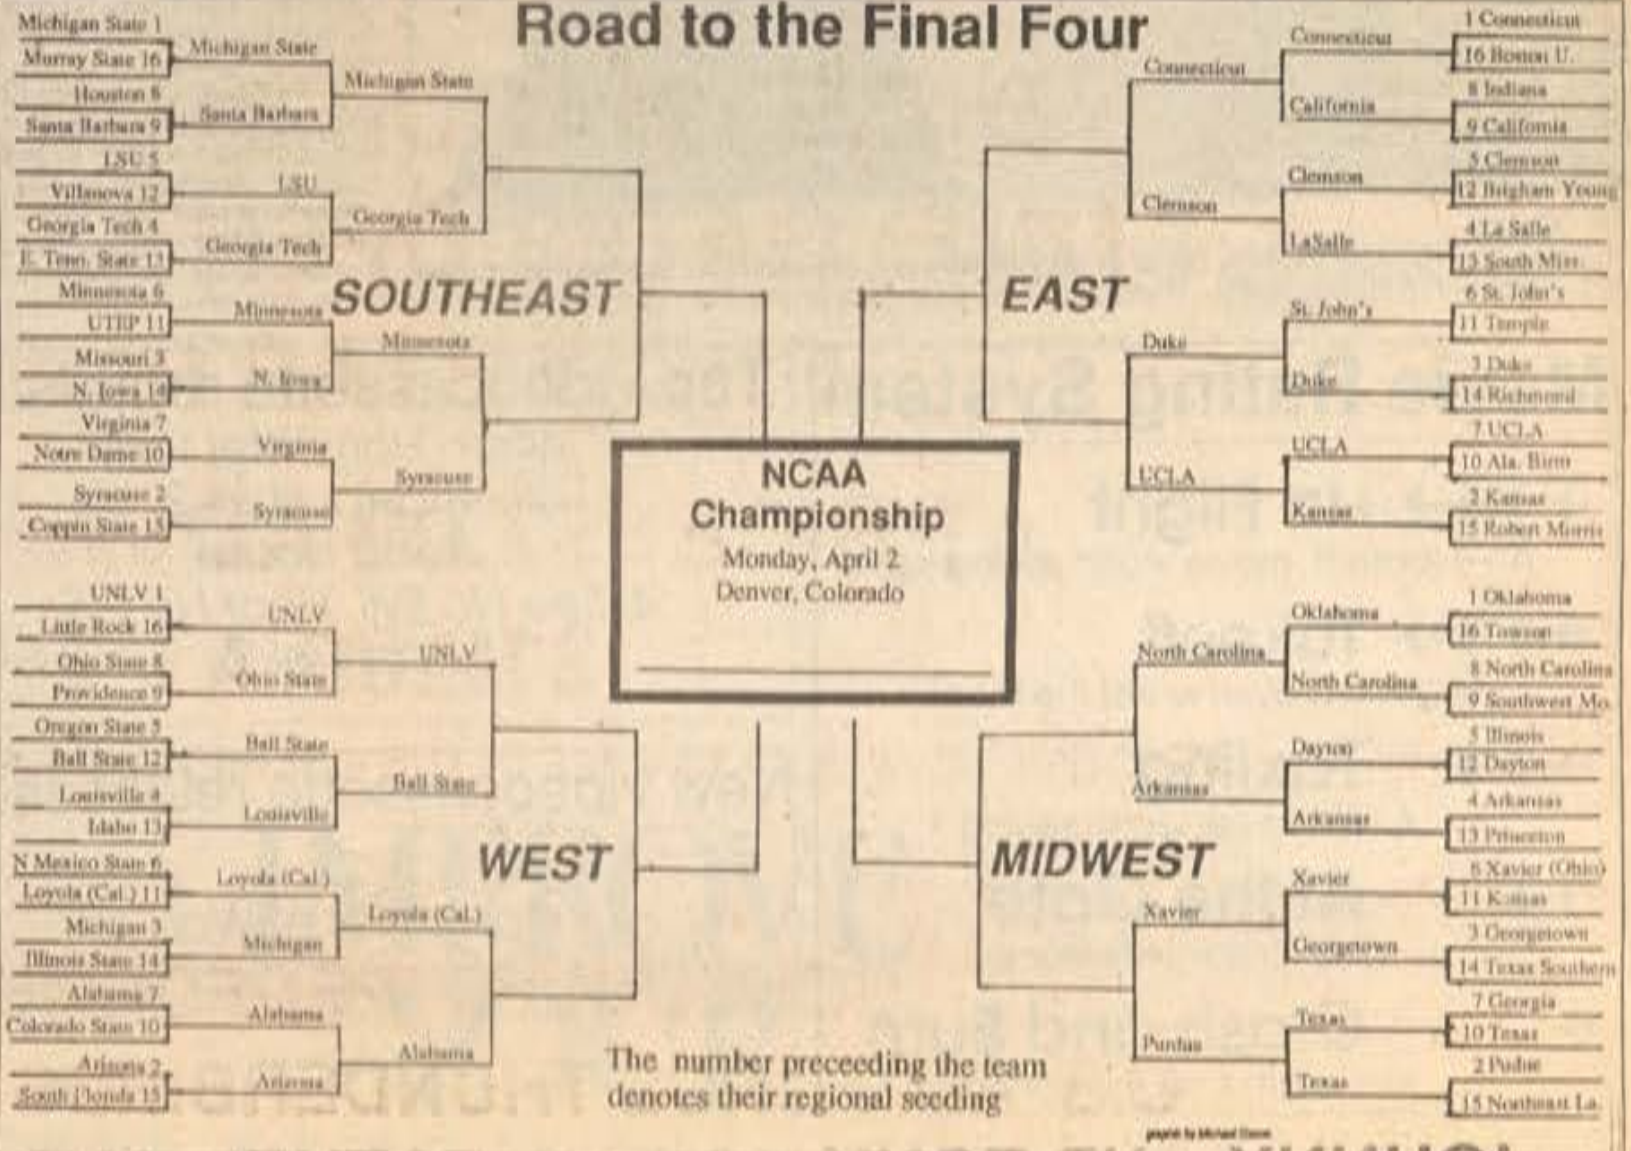 Road to the Final Four
Michigan State 1
Murray State 16
Houston 8
Santa Barbara 9
LSU 5
Villanova 12
Georgia Tech 4
E. Tenn. State 13
Minnesota 6
UTEP 11
Missouri 3
N. Iowa 14
Virginia 7
Notre Dame 10
Syracuse 2
Coppin State 15
Michigan State
Santa Barbara
LSU
Georgia Tech
Minnesota
N. Iowa
Virginia
Syracuse
Michigan State
Georgia Tech
Minnesota
Syracuse
SOUTHEAST
UNLV 1
Little Rock 16
Ohio State 8
Providence 9
Oregon State 5
Ball State 12
Louisville 4
Idaho 13
N Mexico State 6
Loyola (Cal.) 11
Michigan 3
Illinois State 14
Alabama 7
Colorado State 10
Arizona 2
South Florida 15
UNLV
Ohio State
Ball State
Louisville
Loyola (Cal.)
Michigan
Alabama
Arizona
UNLV
Ball State
Loyola (Cal.)
Alabama
WEST
NCAA
Championship
Monday, April 2
Denver, Colorado
EAST
Connecticut
Clemson
Duke
UCLA
Connecticut
California
Clemson
LaSalle
St. John's
Duke
UCLA
Kansas
1 Connecticut
16 Boston U.
8 Indiana
9 California
5 Clemson
12 Brigham Young
4 La Salle
13 South Miss.
6 St. John's
11 Temple
3 Duke
14 Richmond
7 UCLA
10 Ala. Birm
2 Kansas
15 Robert Morris
MIDWEST
North Carolina
Arkansas
Xavier
Oklahoma
North Carolina
Dayton
Arkansas
Xavier
Georgetown
Texas
Texas
1 Oklahoma
16 Towson
8 North Carolina
9 Southwest Mo.
5 Illinois
12 Dayton
4 Arkansas
13 Princeton
6 Xavier (Ohio)
11 Kansas
3 Georgetown
14 Texas Southern
7 Georgia
10 Texas
2 Pudue
15 Northeast La.
The number preceeding the team
denotes their regional seeding
graphic by Michael